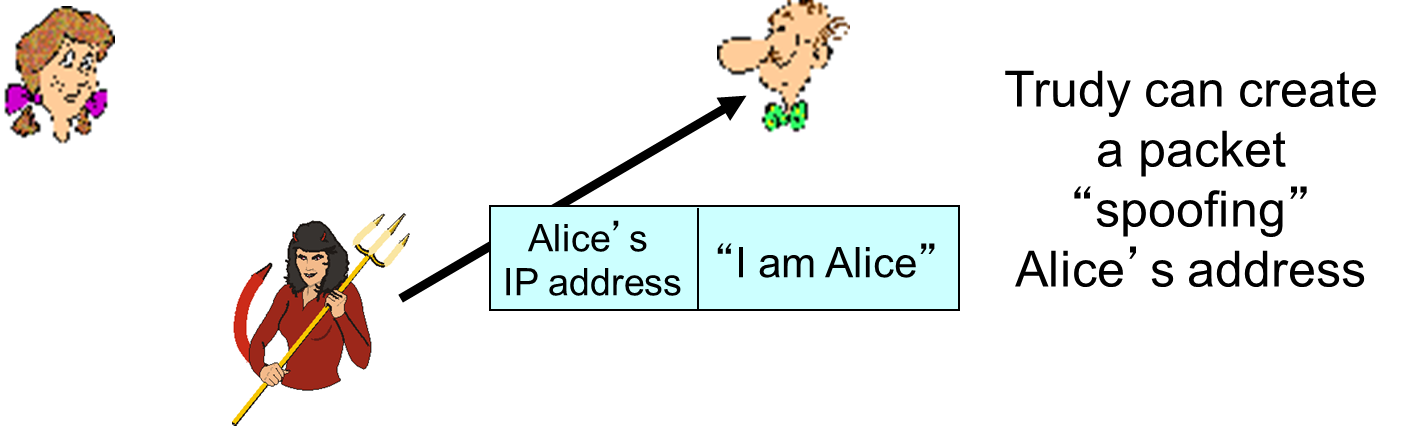 Trudy can create
a packet
“spoofing”
Alice’s address
Alice’s
IP address
“I am Alice”